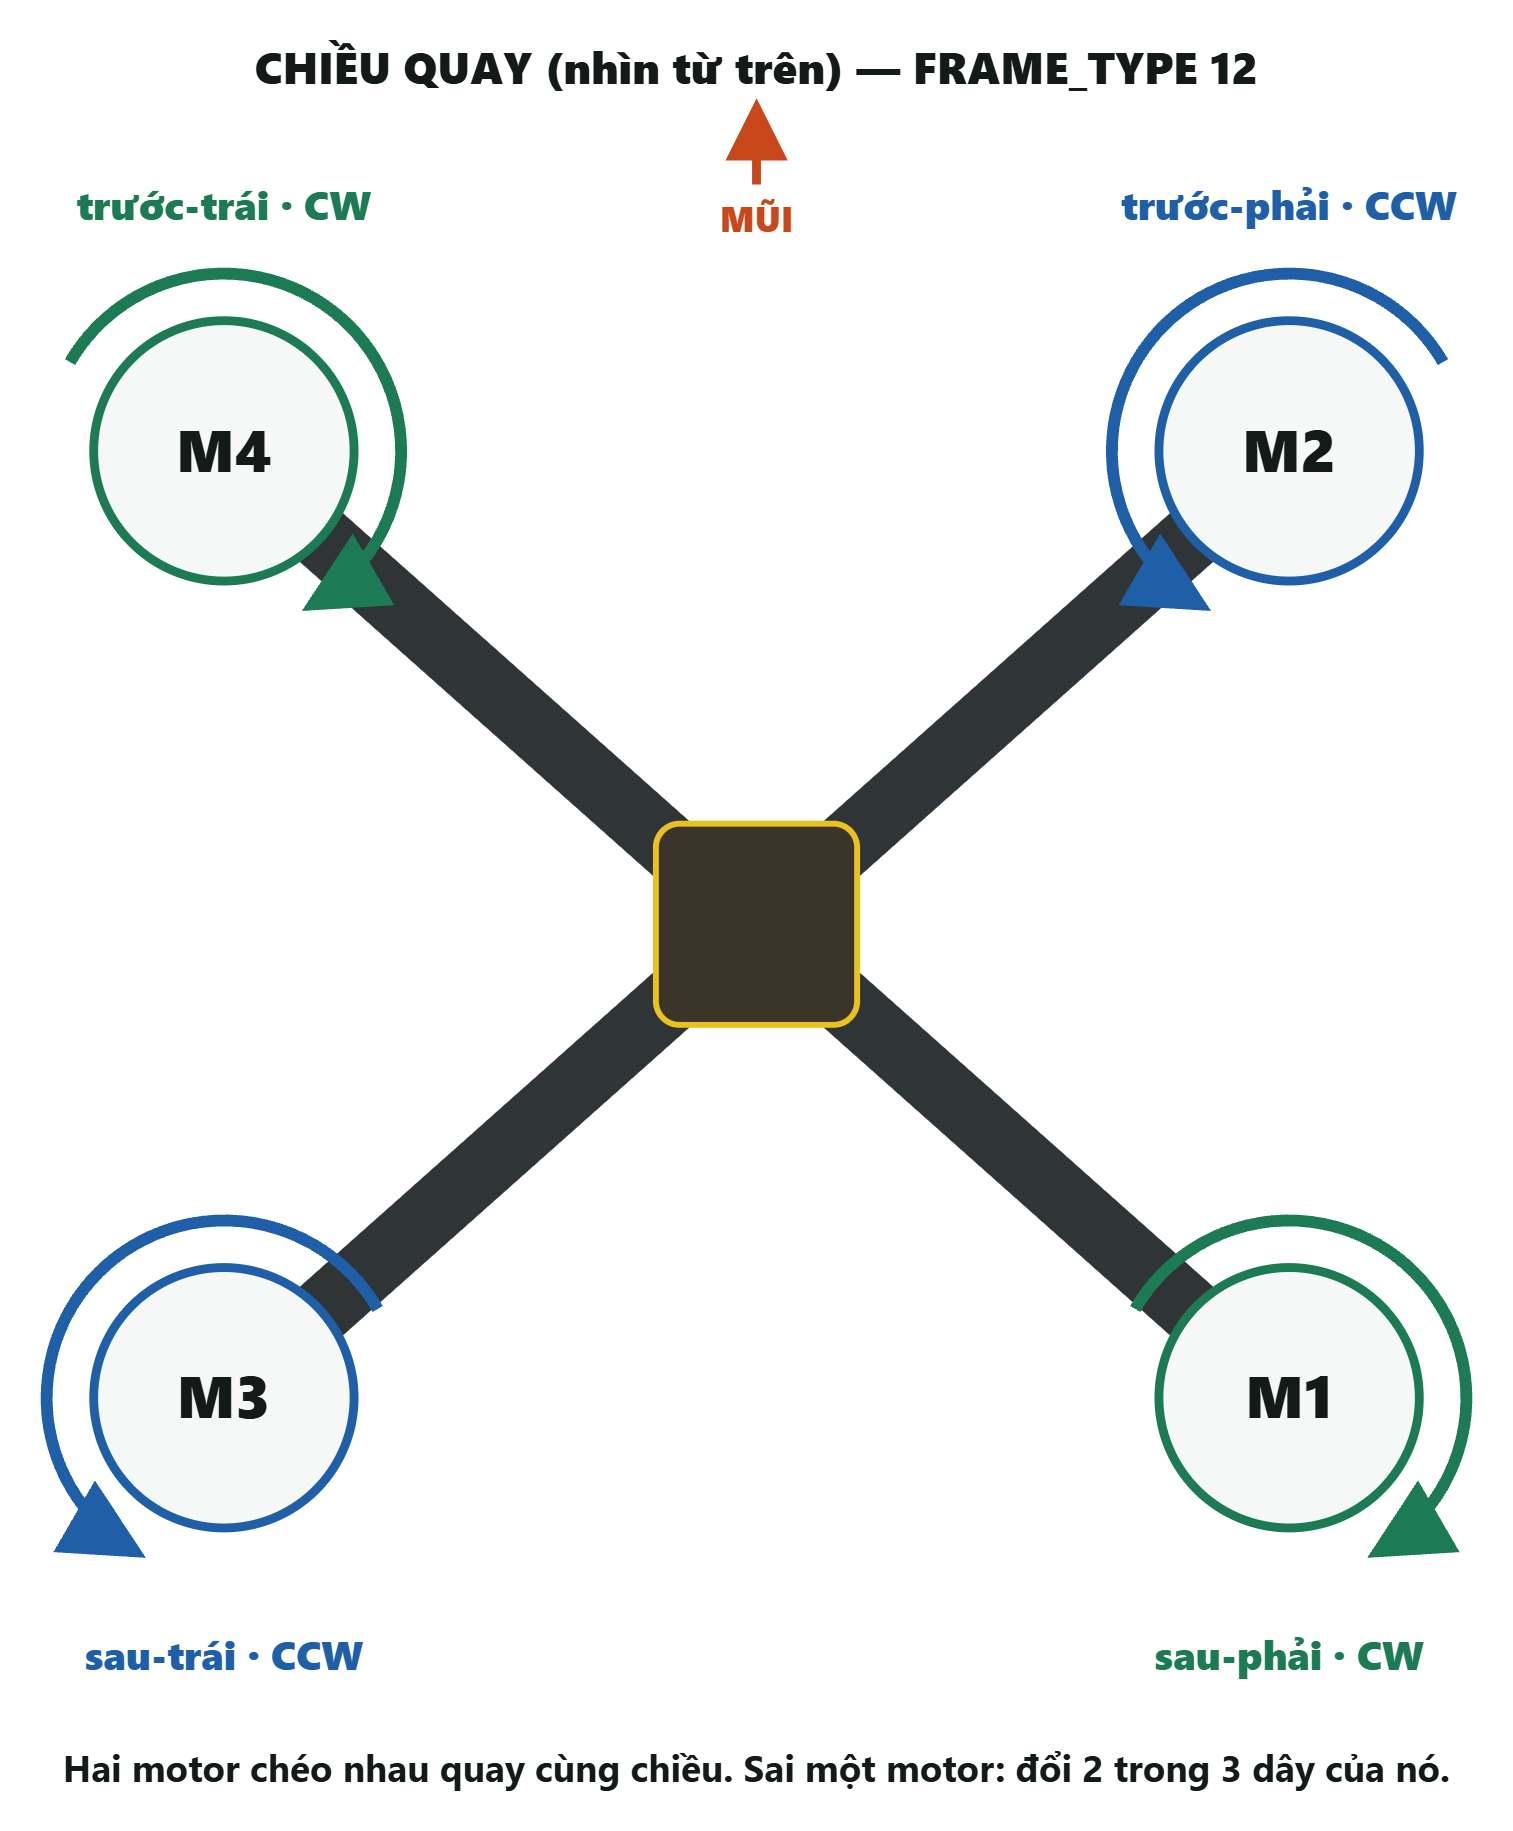 CHIỀU QUAY (nhìn từ trên) — FRAME_TYPE 12
MŨI
trước-trái · CW
trước-phải · CCW
M4
M2
M3
M1
sau-trái · CCW
sau-phải · CW
Hai motor chéo nhau quay cùng chiều. Sai một motor: đổi 2 trong 3 dây của nó.